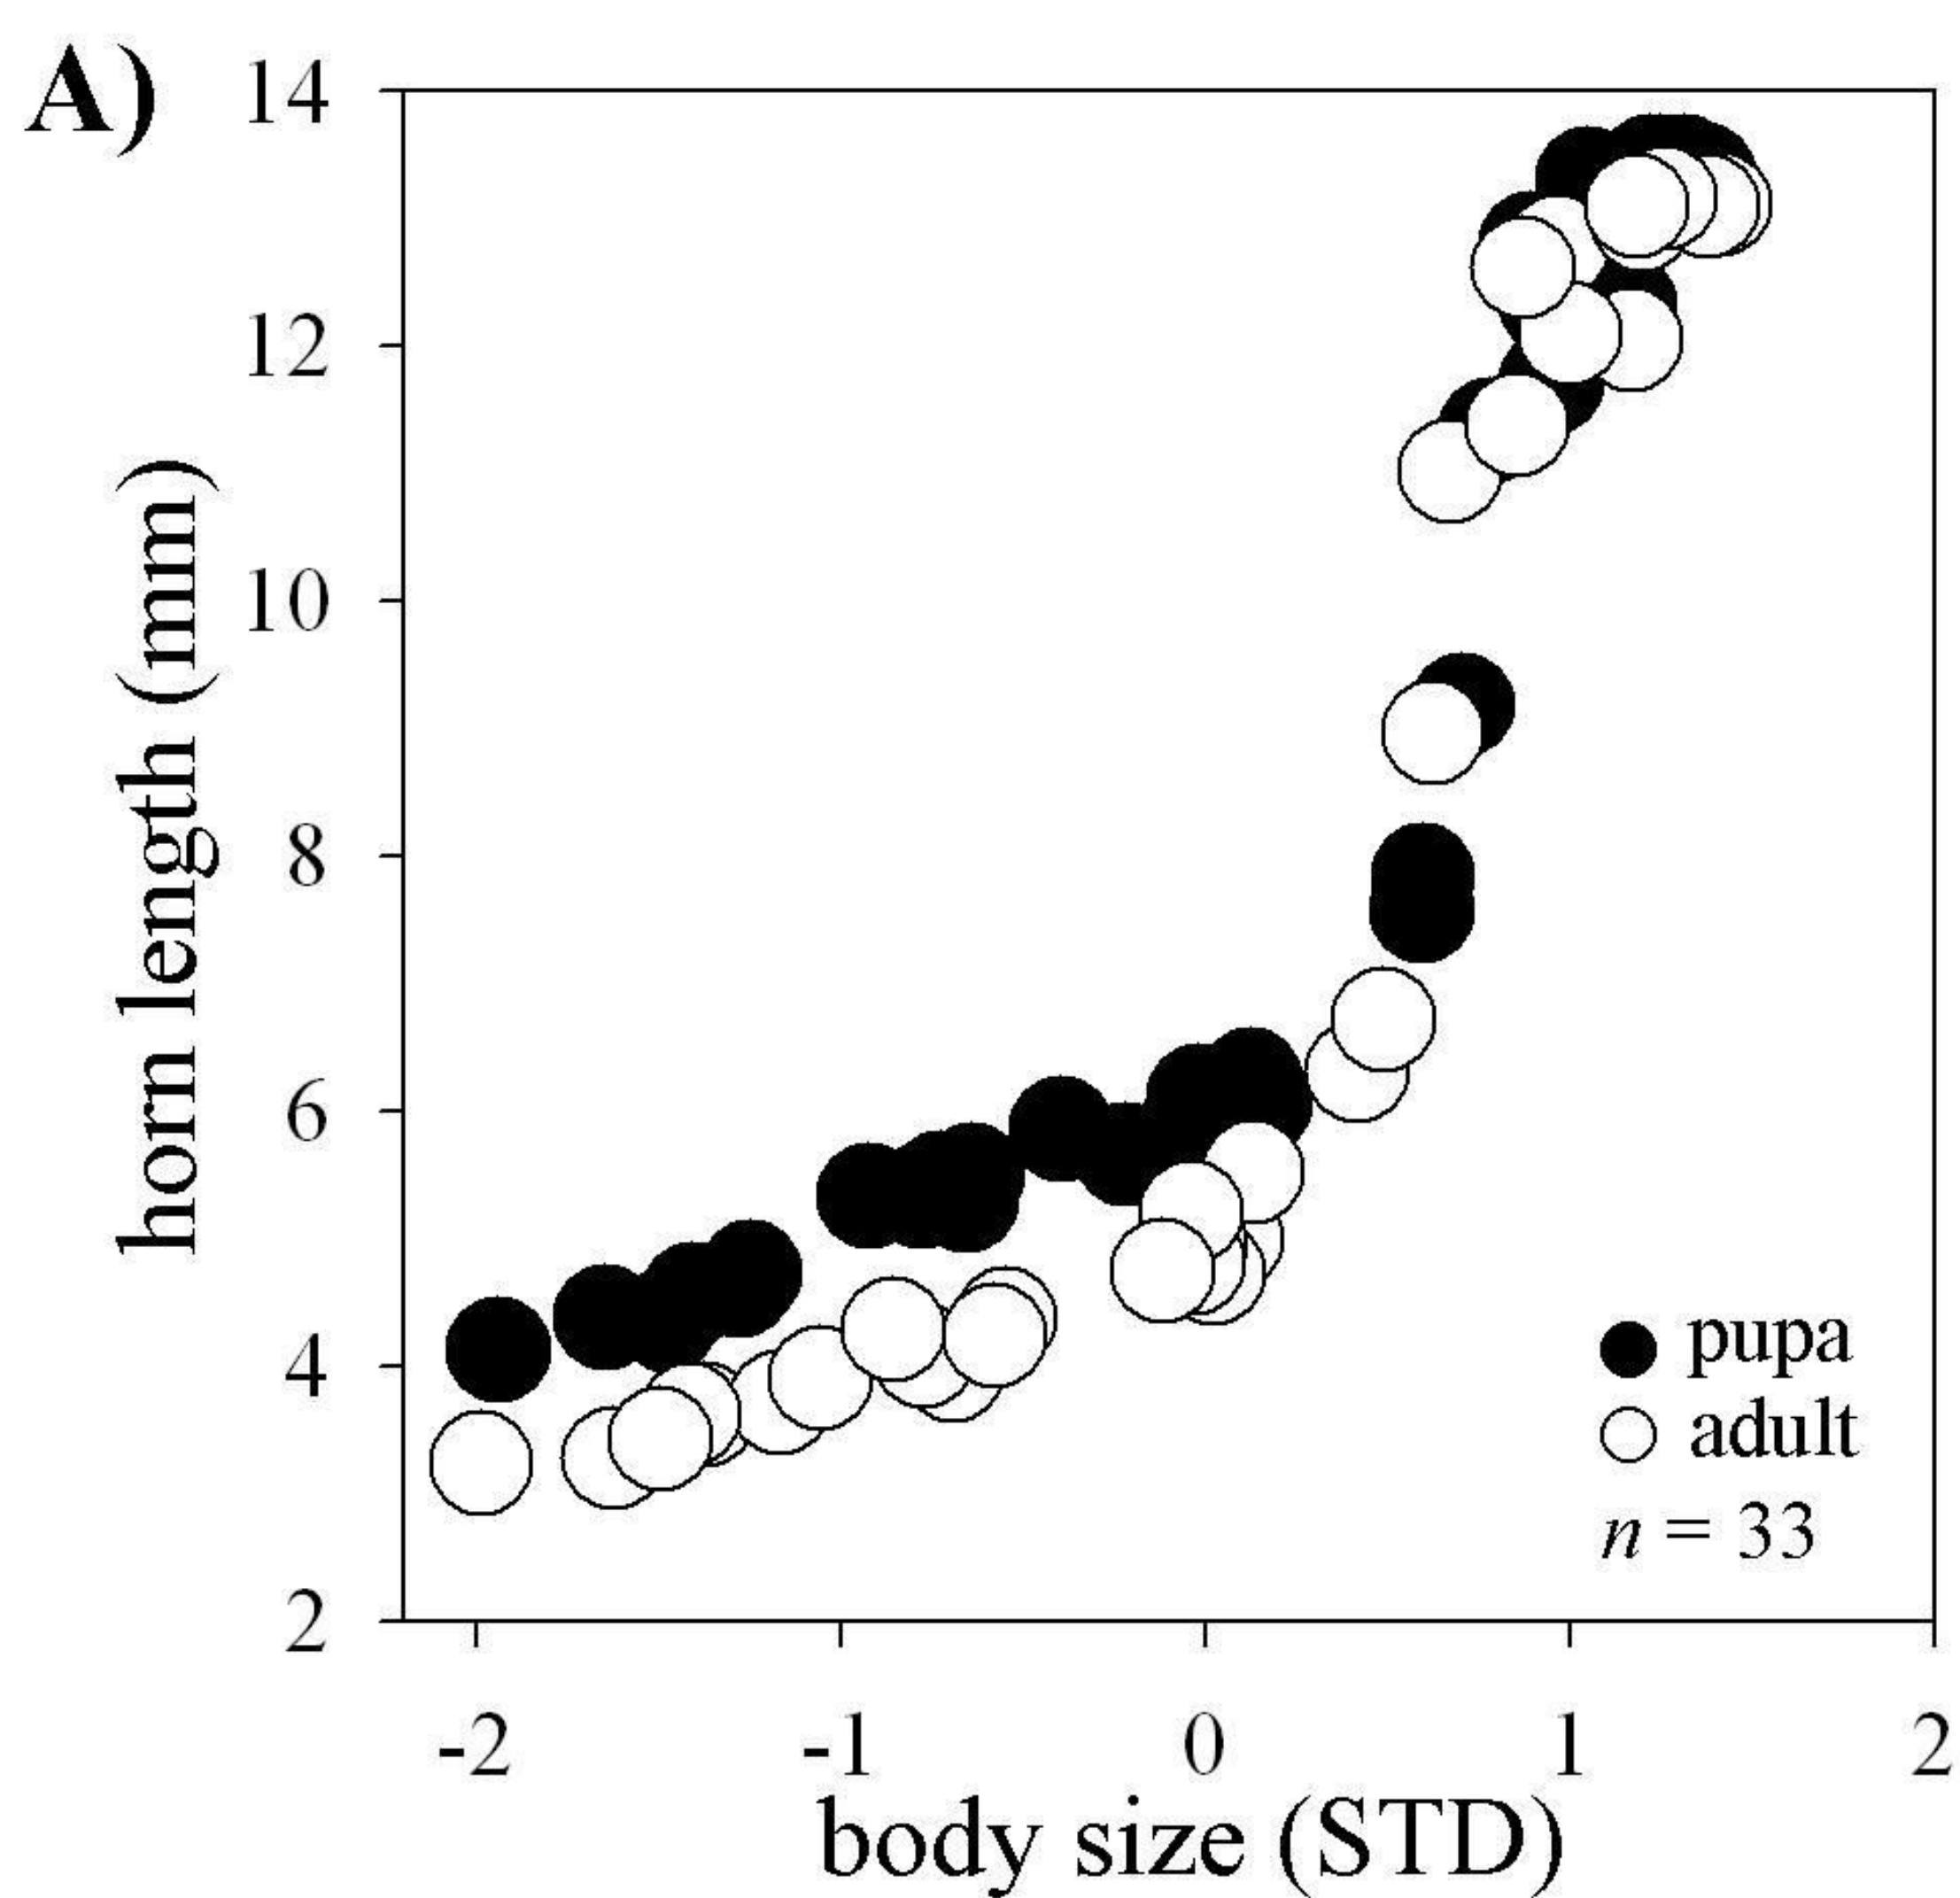 A)
14
12
10
8
6
4
2
horn length (mm)
pupa
adult
n = 33
-2 -1 0 1 2
body size (STD)